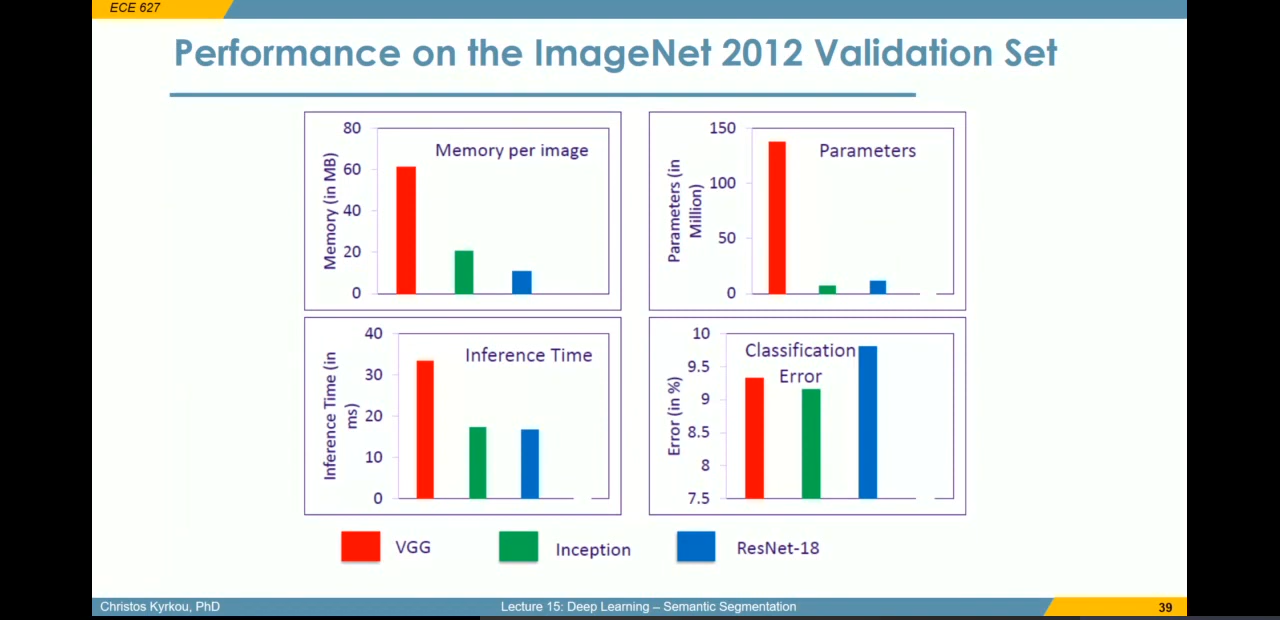 ECE 627
Performance on the ImageNet 2012 Validation Set
Memory per image
Memory (in MB)
80
60
40
20
0
Parameters
Parameters (in
Million)
150
100
50
0
Inference Time
Inference Time (in
ms)
40
30
20
10
0
Classification
Error
Error (in %)
10
9.5
9
8.5
8
7.5
VGG
Inception
ResNet-18
Christos Kyrkou, PhD
Lecture 15: Deep Learning – Semantic Segmentation
39